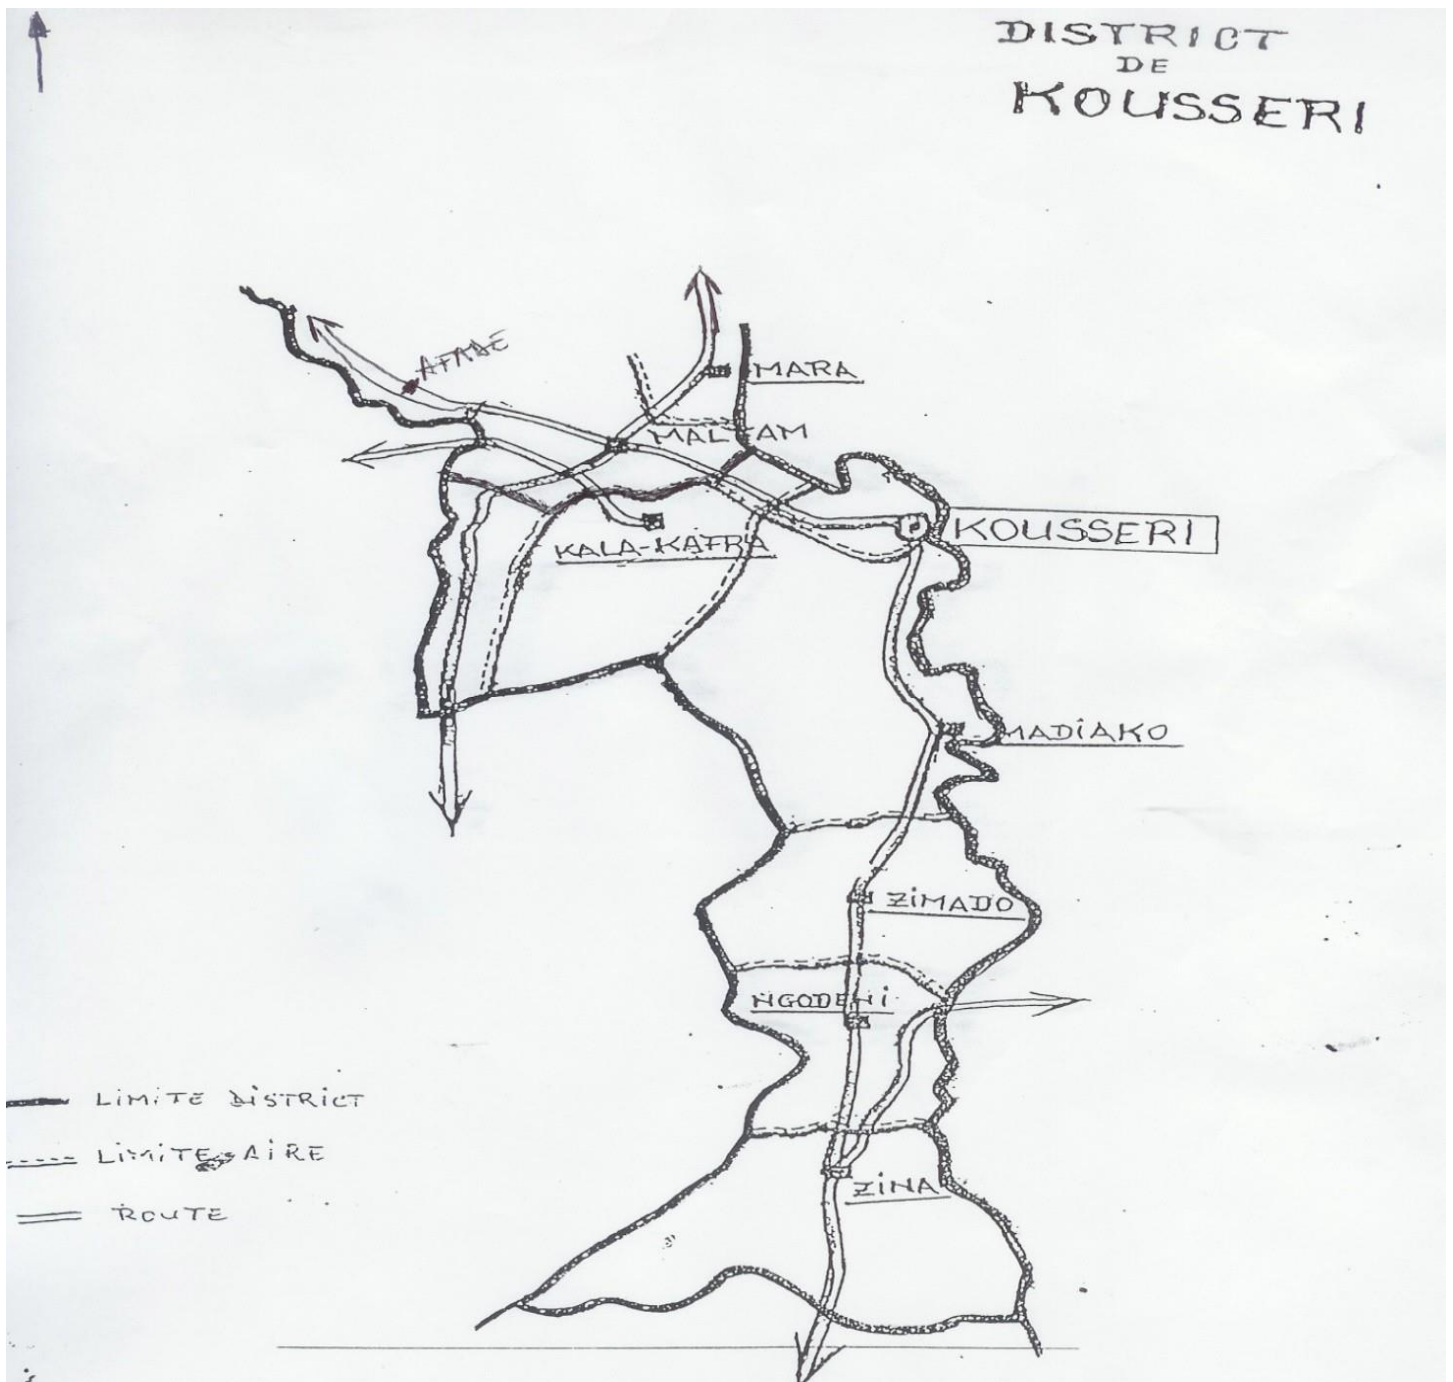 DISTRICT
DE
KOUSSERI
AFADE
MARA
MALTAM
KOUSSERI
KALA-KAFRA
MADIAKO
ZIMADO
NGODENI
ZINA
LIMITE DISTRICT
LIMITE AIRE
ROUTE